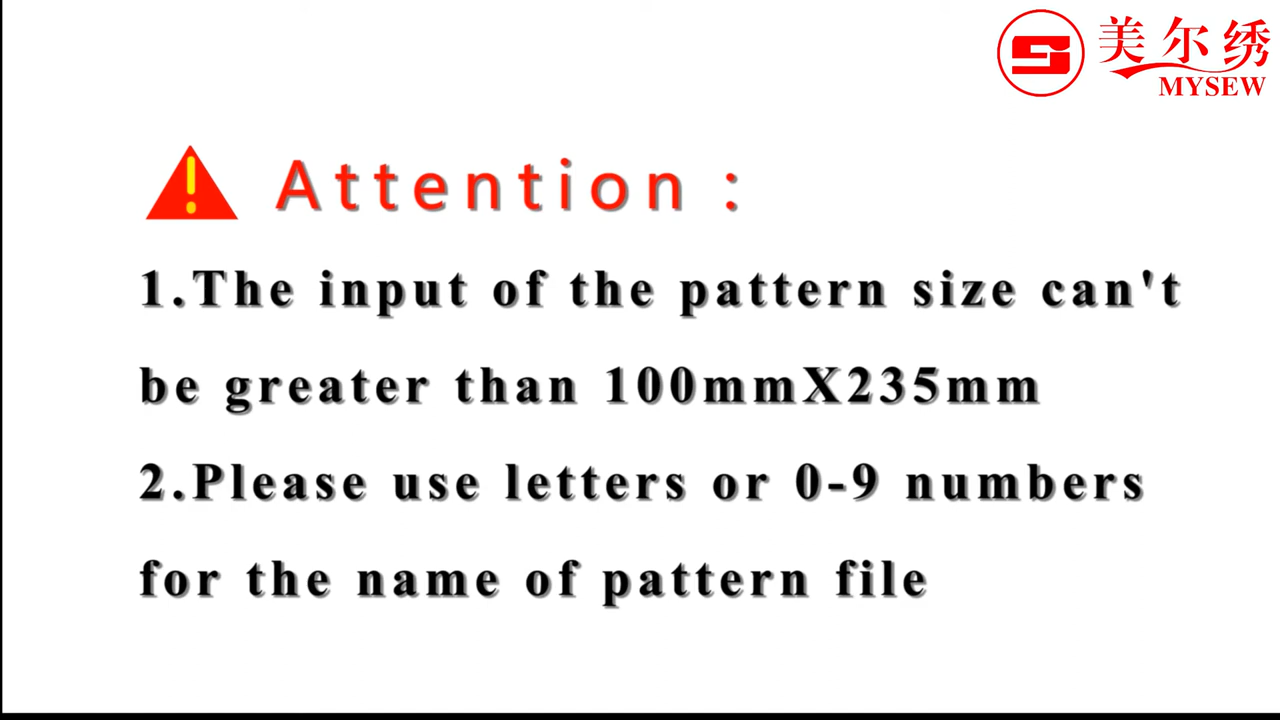 美尔绣
MYSEW
Attention :
1.The input of the pattern size can't
be greater than 100mmX235mm
2.Please use letters or 0-9 numbers
for the name of pattern file